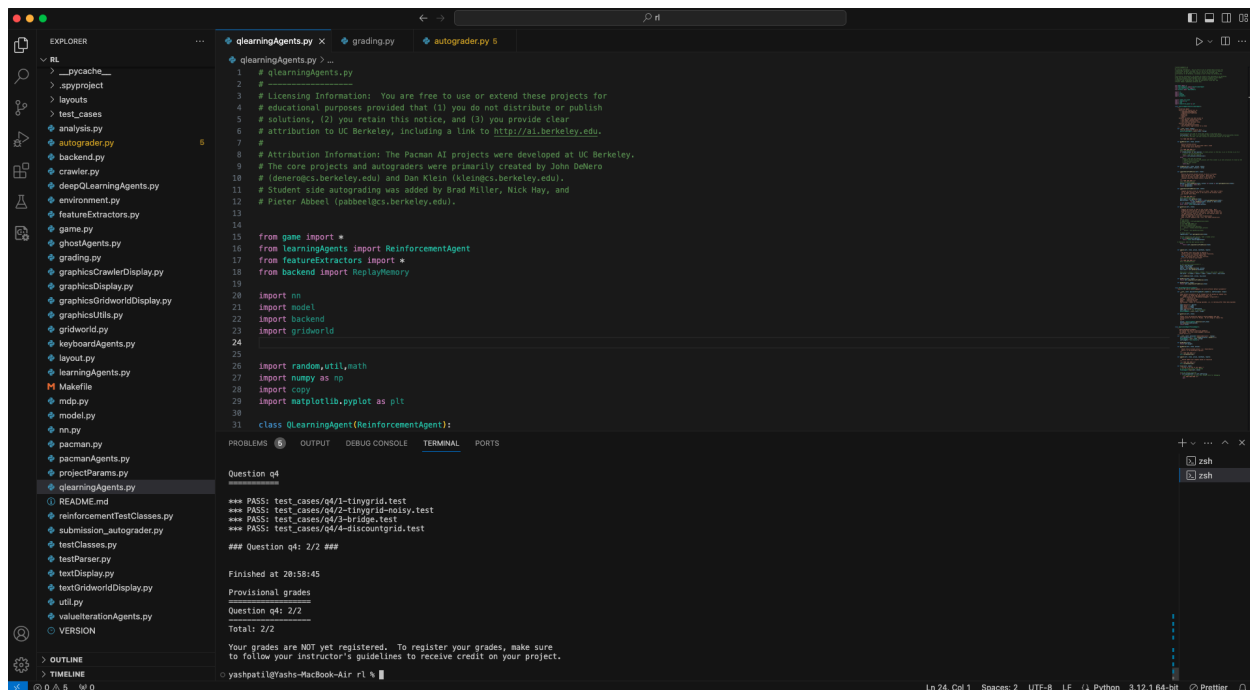 rl
EXPLORER
RL
__pycache__
.spyproject
layouts
test_cases
analysis.py
autograder.py 5
backend.py
crawler.py
deepQLearningAgents.py
environment.py
featureExtractors.py
game.py
ghostAgents.py
grading.py
graphicsCrawlerDisplay.py
graphicsDisplay.py
graphicsGridworldDisplay.py
graphicsUtils.py
gridworld.py
keyboardAgents.py
layout.py
learningAgents.py
Makefile
mdp.py
model.py
nn.py
pacman.py
pacmanAgents.py
projectParams.py
qlearningAgents.py
README.md
reinforcementTestClasses.py
submission_autograder.py
testClasses.py
testParser.py
textDisplay.py
textGridworldDisplay.py
util.py
valueIterationAgents.py
VERSION
OUTLINE
TIMELINE
qlearningAgents.py grading.py autograder.py 5
qlearningAgents.py > ...
1 # qlearningAgents.py
2 # ------------------
3 # Licensing Information:  You are free to use or extend these projects for
4 # educational purposes provided that (1) you do not distribute or publish
5 # solutions, (2) you retain this notice, and (3) you provide clear
6 # attribution to UC Berkeley, including a link to http://ai.berkeley.edu.
7 #
8 # Attribution Information: The Pacman AI projects were developed at UC Berkeley.
9 # The core projects and autograders were primarily created by John DeNero
10 # (denero@cs.berkeley.edu) and Dan Klein (klein@cs.berkeley.edu).
11 # Student side autograding was added by Brad Miller, Nick Hay, and
12 # Pieter Abbeel (pabbeel@cs.berkeley.edu).
13
14
15 from game import *
16 from learningAgents import ReinforcementAgent
17 from featureExtractors import *
18 from backend import ReplayMemory
19
20 import nn
21 import model
22 import backend
23 import gridworld
24
25
26 import random,util,math
27 import numpy as np
28 import copy
29 import matplotlib.pyplot as plt
30
31 class QLearningAgent(ReinforcementAgent):
PROBLEMS 5 OUTPUT DEBUG CONSOLE TERMINAL PORTS
zsh
zsh
Question q4
===========
*** PASS: test_cases/q4/1-tinygrid.test
*** PASS: test_cases/q4/2-tinygrid-noisy.test
*** PASS: test_cases/q4/3-bridge.test
*** PASS: test_cases/q4/4-discountgrid.test
### Question q4: 2/2 ###
Finished at 20:58:45
Provisional grades
==================
Question q4: 2/2
------------------
Total: 2/2
Your grades are NOT yet registered.  To register your grades, make sure
to follow your instructor's guidelines to receive credit on your project.
yashpatil@Yashs-MacBook-Air rl %
0 5 0 Ln 24, Col 1 Spaces: 2 UTF-8 LF Python 3.12.1 64-bit Prettier